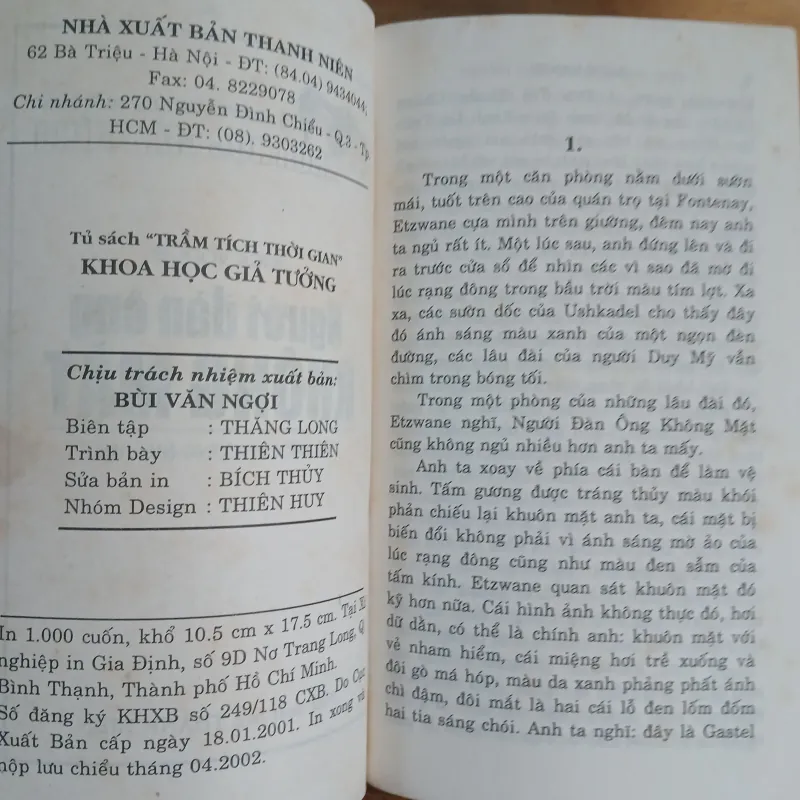 NHÀ XUẤT BẢN THANH NIÊN
62 Bà Triệu - Hà Nội - ĐT: (84.04) 9434044;
Fax: 04. 8229078
Chi nhánh: 270 Nguyễn Đình Chiểu - Q.3 - Tp
HCM - ĐT: (08). 9303262
Tủ sách "TRẦM TÍCH THỜI GIAN"
KHOA HỌC GIẢ TƯỞNG
Chịu trách nhiệm xuất bản:
BÙI VĂN NGỢI
Biên tập : THĂNG LONG
Trình bày : THIÊN THIÊN
Sửa bản in : BÍCH THỦY
Nhóm Design : THIÊN HUY
In 1.000 cuốn, khổ 10.5 cm x 17.5 cm. Tại
nghiệp in Gia Định, số 9D Nơ Trang Long, Q
Bình Thạnh, Thành phố Hồ Chí Minh.
Số đăng ký KHXB số 249/118 CXB. Do Cục
Xuất Bản cấp ngày 18.01.2001. In xong và
nộp lưu chiểu tháng 04.2002.
1.
Trong một căn phòng nằm dưới sườn
mái, tuốt trên cao của quán trọ tại Fontenay,
Etzwane cựa mình trên giường, đêm nay anh
ta ngủ rất ít. Một lúc sau, anh đứng lên và đi
ra trước cửa sổ để nhìn các vì sao đã mờ đi
lúc rạng đông trong bầu trời màu tím lợt. Xa
xa, các sườn dốc của Ushkadel cho thấy đây
đó ánh sáng màu xanh của một ngọn đèn
đường, các lâu đài của người Duy Mỹ vẫn
chìm trong bóng tối.
Trong một phòng của những lâu đài đó,
Etzwane nghĩ, Người Đàn Ông Không Mặt
cũng không ngủ nhiều hơn anh ta mấy.
Anh ta xoay về phía cái bàn để làm vệ
sinh. Tấm gương được tráng thủy màu khói
phản chiếu lại khuôn mặt anh ta, cái mặt bị
biến đổi không phải vì ánh sáng mờ ảo của
lúc rạng đông cũng như màu đen sẫm của
tấm kính. Etzwane quan sát khuôn mặt đó
kỹ hơn nữa. Cái hình ảnh không thực đó, hơi
dữ dằn, có thể là chính anh: khuôn mặt với
vẻ nham hiểm, cái miệng hơi trề xuống và
đôi gò má hóp, màu da xanh phảng phất ánh
chì đậm, đôi mắt là hai cái lỗ đen lốm đốm
hai tia sáng chói. Anh ta nghĩ: đây là Gastel